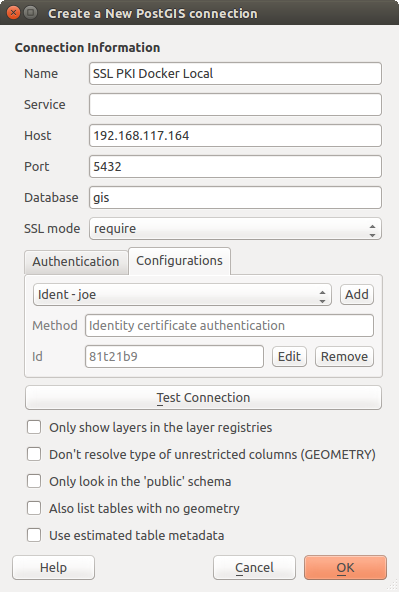 Create a New PostGIS connection
Connection Information
Name SSL PKI Docker Local
Service
Host 192.168.117.164
Port 5432
Database gis
SSL mode require
Authentication Configurations
Ident - joe Add
Method Identity certificate authentication
Id 81t21b9 Edit Remove
Test Connection
Only show layers in the layer registries
Don't resolve type of unrestricted columns (GEOMETRY)
Only look in the 'public' schema
Also list tables with no geometry
Use estimated table metadata
Help Cancel OK